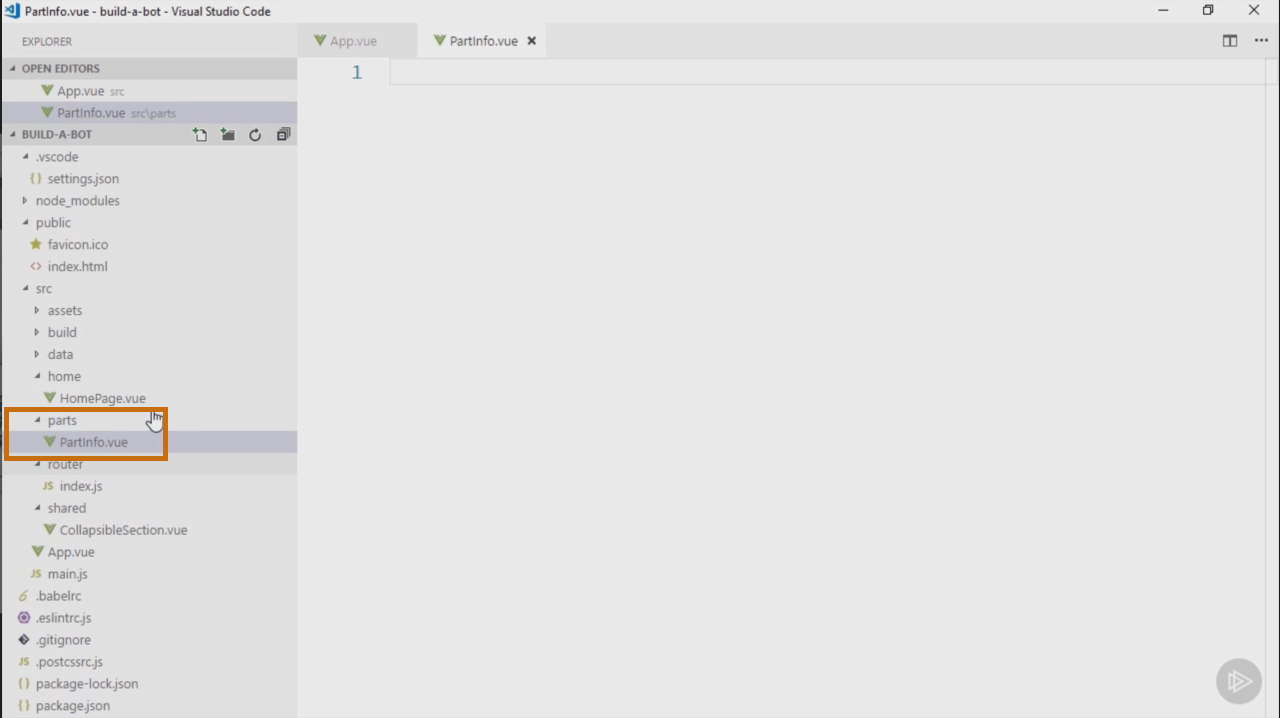 PartInfo.vue - build-a-bot - Visual Studio Code
EXPLORER
App.vue
PartInfo.vue
OPEN EDITORS
App.vue src
PartInfo.vue src\parts
BUILD-A-BOT
.vscode
{} settings.json
node_modules
public
favicon.ico
<> index.html
src
assets
build
data
home
HomePage.vue
parts
PartInfo.vue
router
JS index.js
shared
CollapsibleSection.vue
App.vue
JS main.js
.babelrc
.eslintrc.js
.gitignore
JS .postcssrc.js
{} package-lock.json
{} package.json
1